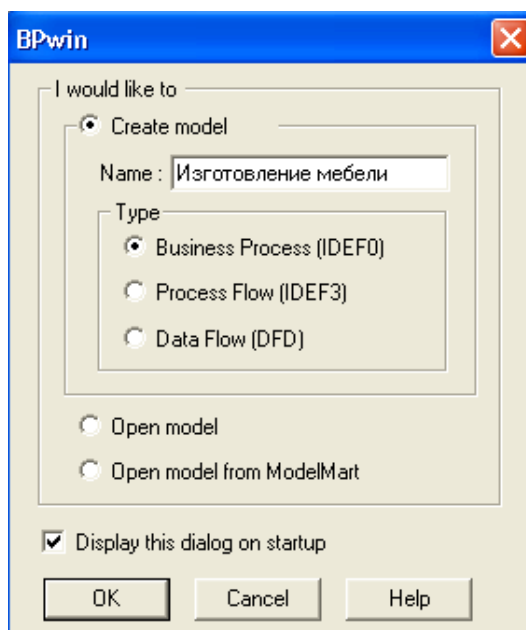 BPwin
I would like to
Create model
Name : Изготовление мебели
Type
Business Process (IDEF0)
Process Flow (IDEF3)
Data Flow (DFD)
Open model
Open model from ModelMart
Display this dialog on startup
OK Cancel Help